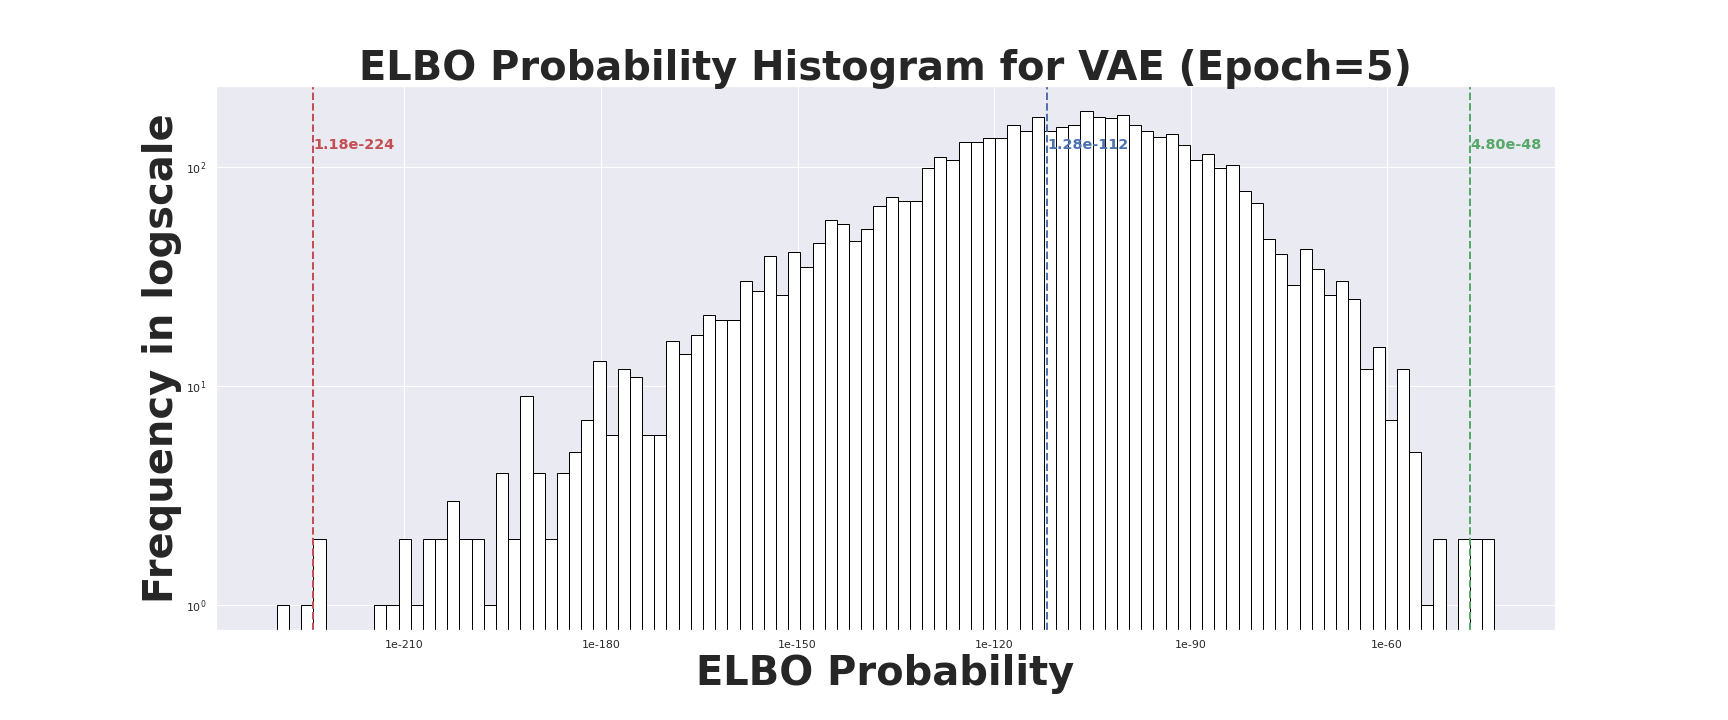 ELBO Probability Histogram for VAE (Epoch=5)
Frequency in logscale
10²
10¹
10⁰
1.18e-224
1.28e-112
4.80e-48
1e-210
1e-180
1e-150
1e-120
1e-90
1e-60
ELBO Probability